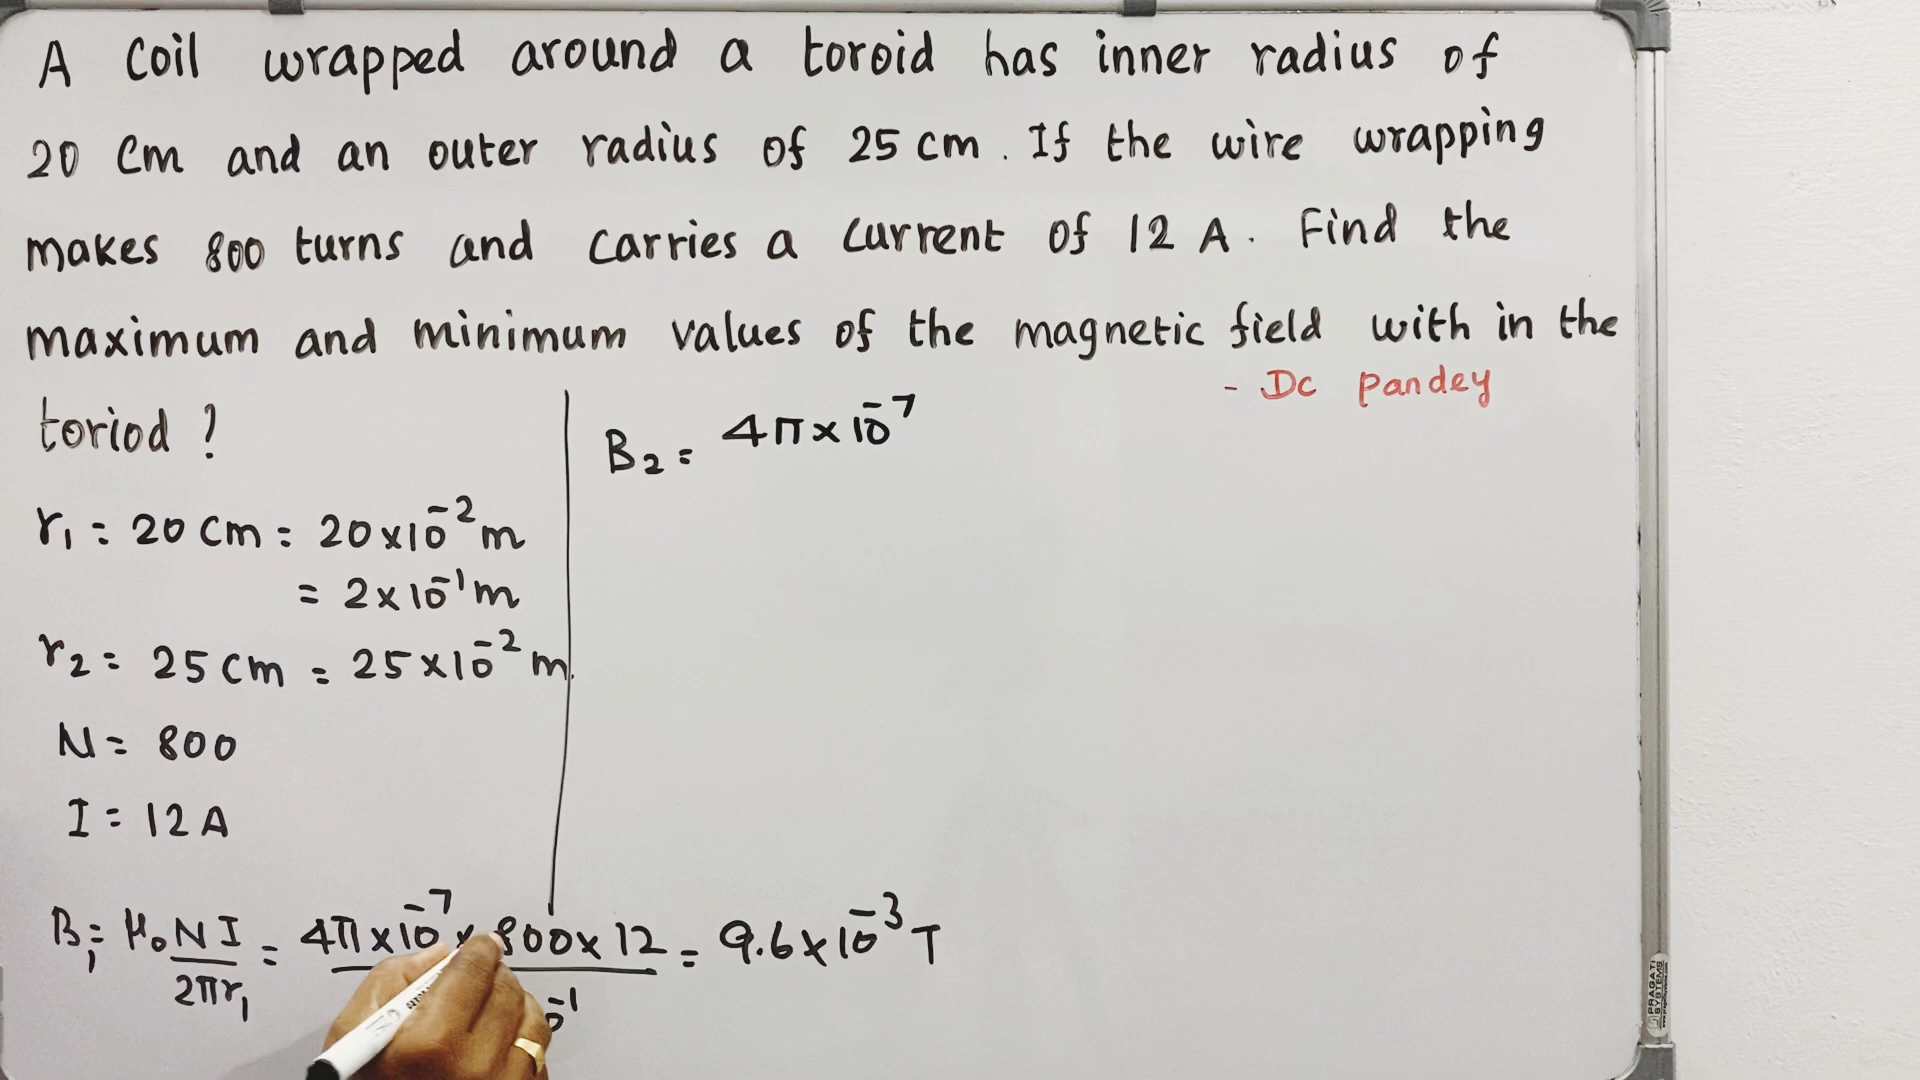 A coil wrapped around a toroid has inner radius of
20 cm and an outer radius of 25 cm. If the wire wrapping
makes 800 turns and carries a current of 12 A. Find the
maximum and minimum values of the magnetic field with in the
- Dc pandey
toriod ?
r₁ = 20 cm = 20×10⁻² m
= 2×10⁻¹ m
r₂ = 25 cm = 25×10⁻² m.
N = 800
I = 12 A
B₁ = μ₀NI/2πr₁ = 4π×10⁻⁷ × 800×12 / 10⁻¹ = 9.6×10⁻³ T
B₂ = 4π×10⁻⁷
PRAGATI
SYSTEMS